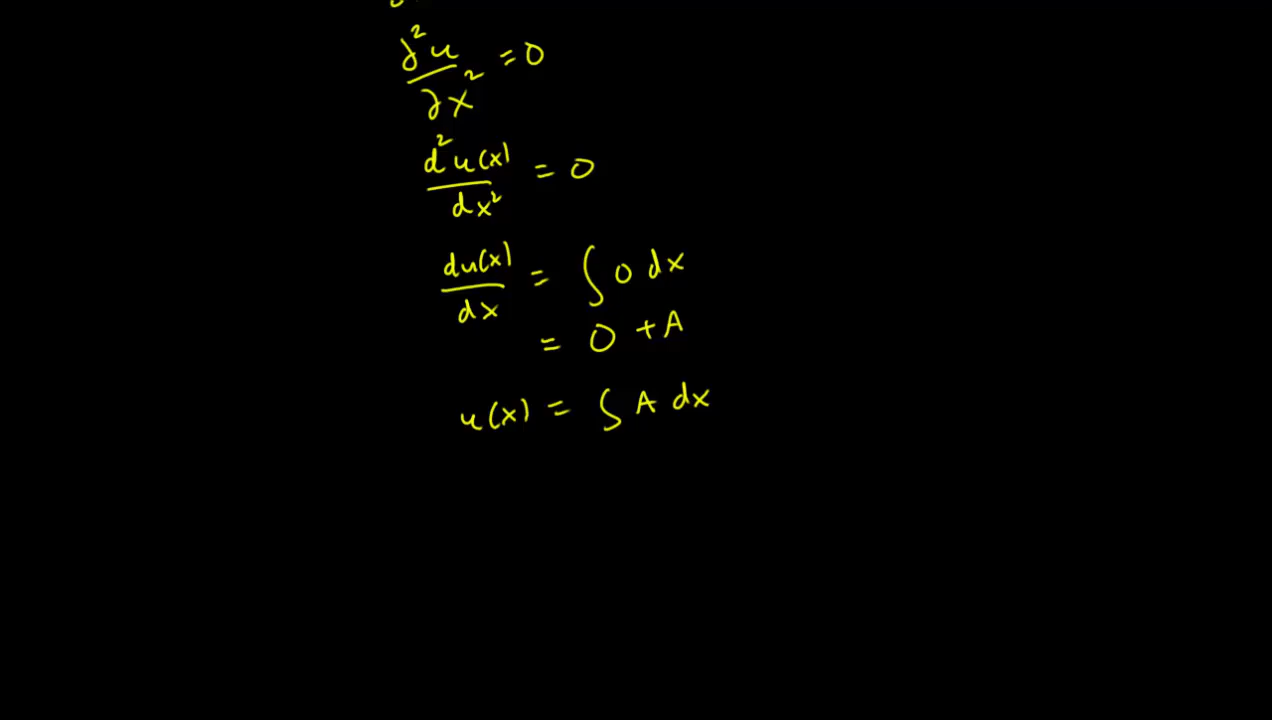 ∂²u/∂x² = 0
d²u(x)/dx² = 0
du(x)/dx = ∫ 0 dx
= 0 + A
u(x) = ∫ A dx